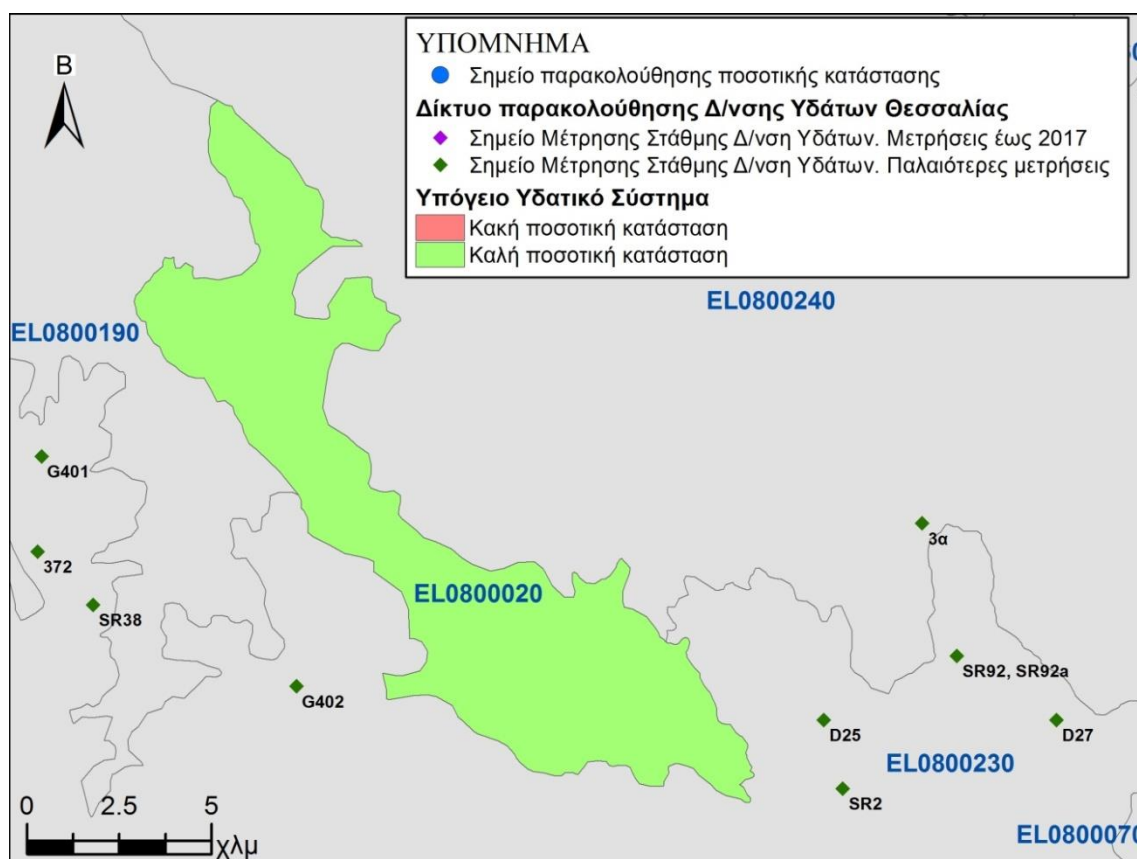 ΥΠΟΜΝΗΜΑ
Σημείο παρακολούθησης ποσοτικής κατάστασης
Δίκτυο παρακολούθησης Δ/νσης Υδάτων Θεσσαλίας
Σημείο Μέτρησης Στάθμης Δ/νση Υδάτων. Μετρήσεις έως 2017
Σημείο Μέτρησης Στάθμης Δ/νση Υδάτων. Παλαιότερες μετρήσεις
Υπόγειο Υδατικό Σύστημα
Κακή ποσοτική κατάσταση
Καλή ποσοτική κατάσταση
Β
EL0800240
EL0800190
G401
3α
372
EL0800020
SR38
SR92, SR92a
G402
D25
D27
EL0800230
SR2
0 2.5 5
χλμ
EL0800070